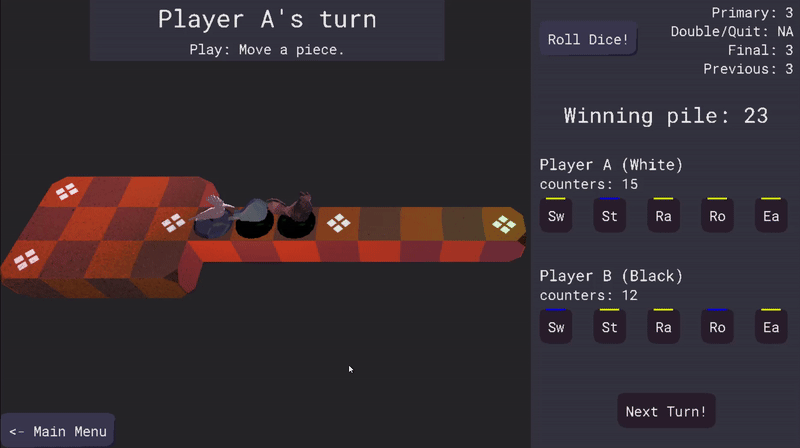 Player A's turn
Play: Move a piece.
Roll Dice!
Primary: 3
Double/Quit: NA
Final: 3
Previous: 3
Winning pile: 23
Player A (White)
counters: 15
Sw St Ra Ro Ea
Player B (Black)
counters: 12
Sw St Ra Ro Ea
Next Turn!
<- Main Menu